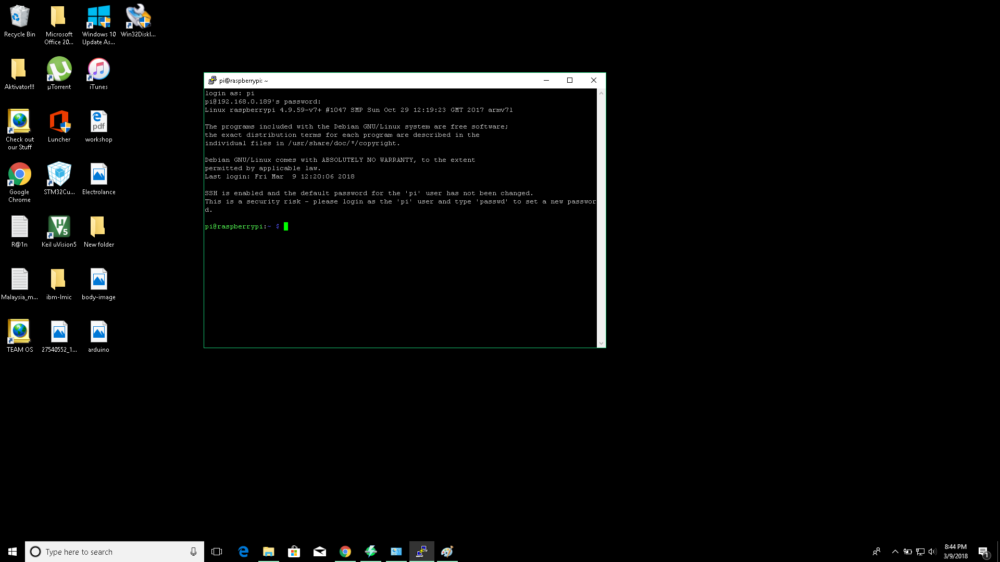 Recycle Bin
Microsoft
Office 20...
Windows 10
Update As...
Win32DiskI...
Aktivator!!!
µTorrent
iTunes
Check out
our Stuff
Luncher
pdf
workshop
Google
Chrome
STM32Cu...
Electrolance
R@1n
Keil uVision5
New folder
Malaysia_m...
ibm-lmic
body-image
TEAM OS
27540552_1...
arduino
pi@raspberrypi: ~
login as: pi
pi@192.168.0.189's password:
Linux raspberrypi 4.9.59-v7+ #1047 SMP Sun Oct 29 12:19:23 GMT 2017 armv7l
The programs included with the Debian GNU/Linux system are free software;
the exact distribution terms for each program are described in the
individual files in /usr/share/doc/*/copyright.
Debian GNU/Linux comes with ABSOLUTELY NO WARRANTY, to the extent
permitted by applicable law.
Last login: Fri Mar  9 12:20:06 2018
SSH is enabled and the default password for the 'pi' user has not been changed.
This is a security risk - please login as the 'pi' user and type 'passwd' to set a new passwor
d.
pi@raspberrypi:~ $
Type here to search
8:44 PM
3/9/2018
1